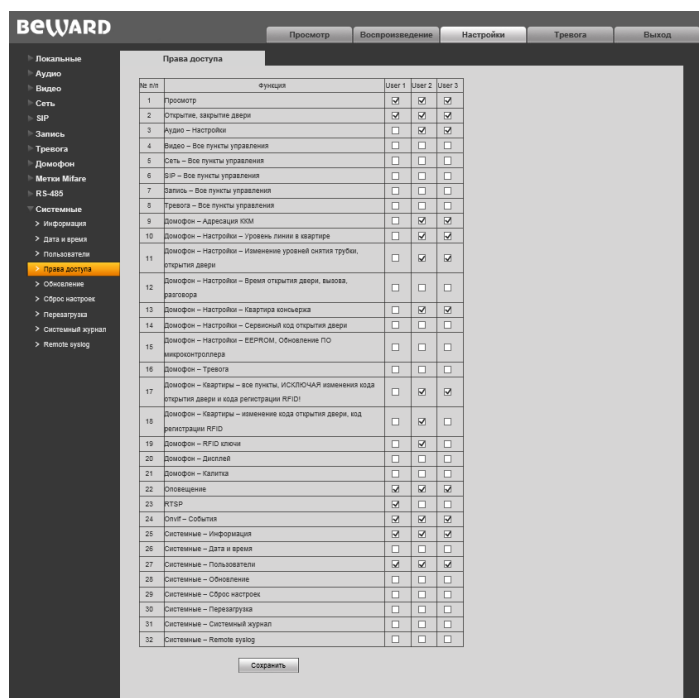 BEWARD
Просмотр Воспроизведение Настройки Тревога Выход
Локальные
Аудио
Видео
Сеть
SIP
Запись
Тревога
Домофон
Метки Mifare
RS-485
Системные
Информация
Дата и время
Пользователи
Права доступа
Обновление
Сброс настроек
Перезагрузка
Системный журнал
Remote syslog
Права доступа
№ п/п Функция User 1 User 2 User 3
1 Просмотр
2 Открытие, закрытие двери
3 Аудио – Настройки
4 Видео – Все пункты управления
5 Сеть – Все пункты управления
6 SIP – Все пункты управления
7 Запись – Все пункты управления
8 Тревога – Все пункты управления
9 Домофон – Адресация ККМ
10 Домофон – Настройки – Уровень линии в квартире
11 Домофон – Настройки – Изменение уровней снятия трубки,
открытия двери
12 Домофон – Настройки – Время открытия двери, вызова,
разговора
13 Домофон – Настройки – Квартира консьержа
14 Домофон – Настройки – Сервисный код открытия двери
15 Домофон – Настройки – EEPROM, Обновление ПО
микроконтроллера
16 Домофон – Тревога
17 Домофон – Квартиры – все пункты, ИСКЛЮЧАЯ изменения кода
открытия двери и кода регистрации RFID!
18 Домофон – Квартиры – изменение кода открытия двери, код
регистрации RFID
19 Домофон – RFID ключи
20 Домофон – Дисплей
21 Домофон – Калитка
22 Оповещение
23 RTSP
24 Onvif – События
25 Системные – Информация
26 Системные – Дата и время
27 Системные – Пользователи
28 Системные – Обновление
29 Системные – Сброс настроек
30 Системные – Перезагрузка
31 Системные – Системный журнал
32 Системные – Remote syslog
Сохранить